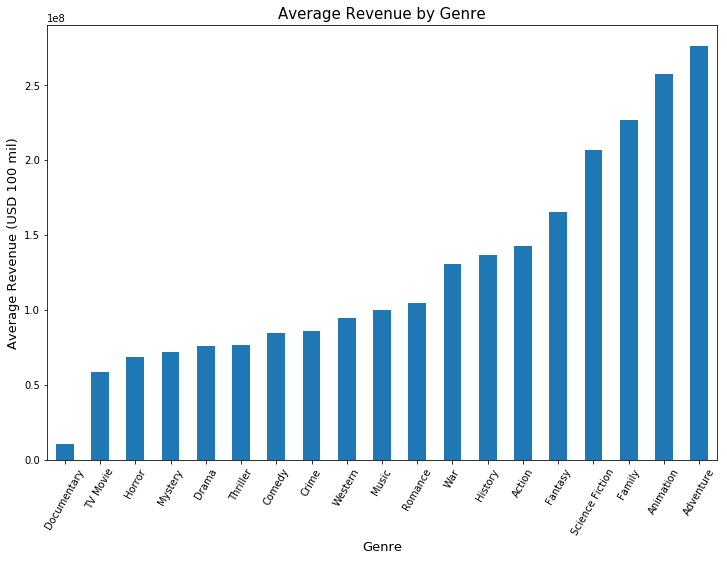 Average Revenue by Genre
1e8
2.5
2.0
1.5
1.0
0.5
0.0
Average Revenue (USD 100 mil)
Documentary
TV Movie
Horror
Mystery
Drama
Thriller
Comedy
Crime
Western
Music
Romance
War
History
Action
Fantasy
Science Fiction
Family
Animation
Adventure
Genre